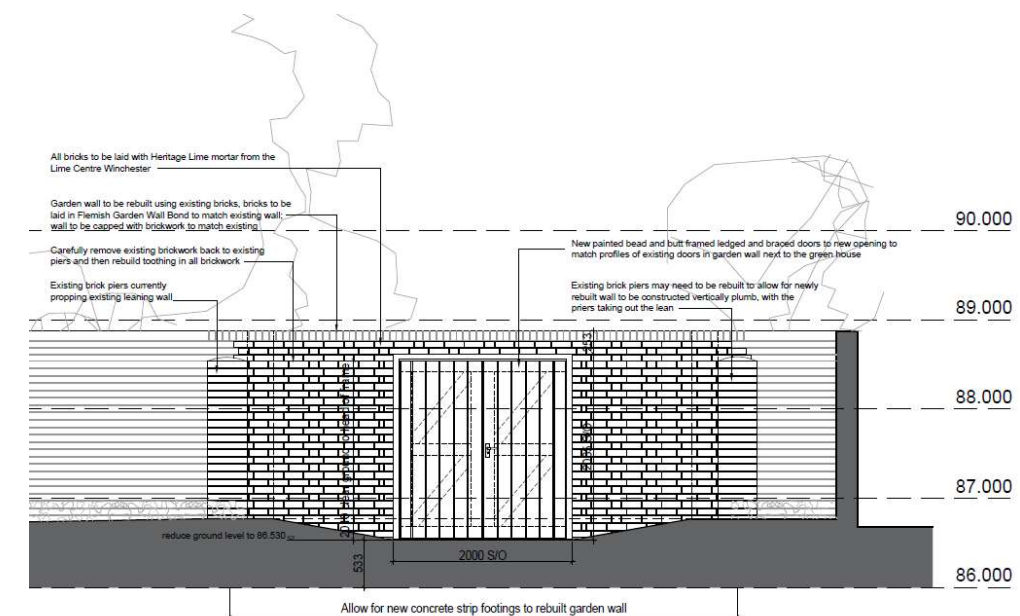 All bricks to be laid with Heritage Lime mortar from the
Lime Centre Winchester
Garden wall to be rebuilt using existing bricks, bricks to be
laid in Flemish Garden Wall Bond to match existing wall;
wall to be capped with brickwork to match existing
Carefully remove existing brickwork back to existing
piers and then rebuild toothing in all brickwork
Existing brick piers currently
propping existing leaning wall
New painted bead and butt framed ledged and braced doors to new opening to
match profiles of existing doors in garden wall next to the green house
Existing brick piers may need to be rebuilt to allow for newly
rebuilt wall to be constructed vertically plumb, with the
priers taking out the lean
90.000
89.000
88.000
87.000
86.000
reduce ground level to 86.530
533
2000 S/O
Allow for new concrete strip footings to rebuilt garden wall